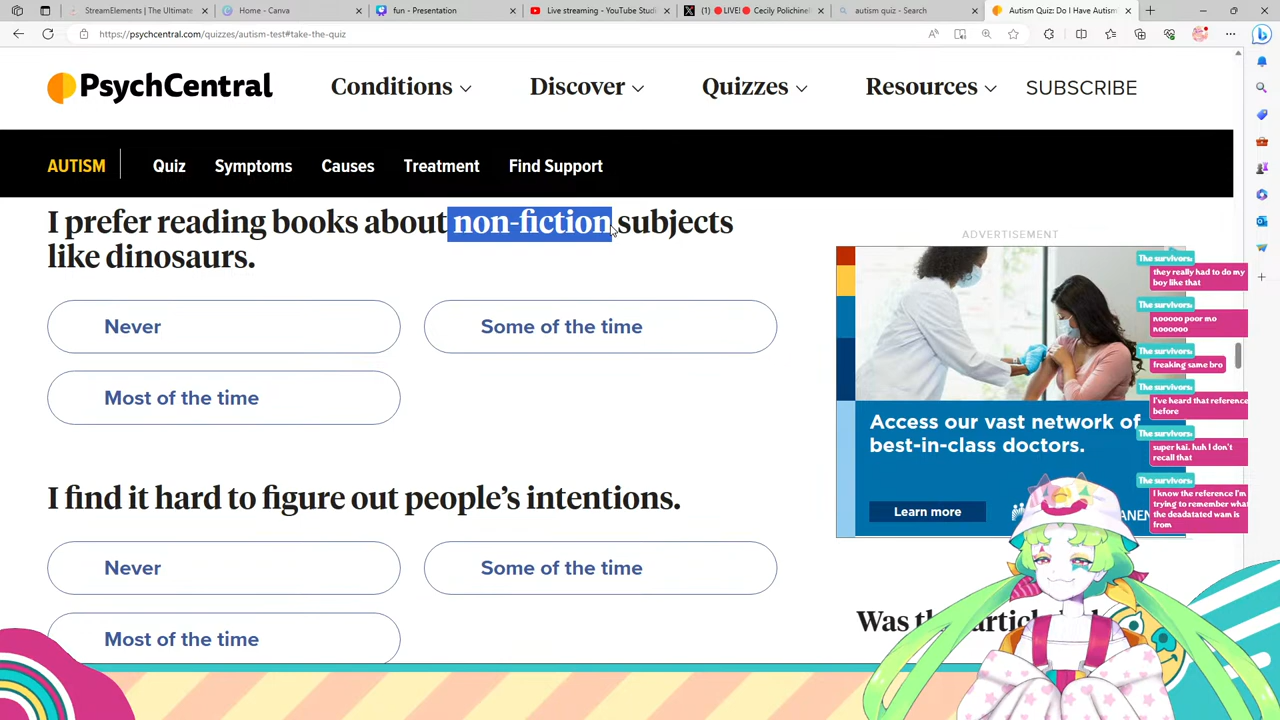 StreamElements | The Ultimate
Home - Canva
fun - Presentation
Live streaming - YouTube Studi
(1) 🔴LIVE! 🔴 Cecily Polichinel
autism quiz - Search
Autism Quiz: Do I Have Autism
https://psychcentral.com/quizzes/autism-test#take-the-quiz
PsychCentral
Conditions
Discover
Quizzes
Resources
SUBSCRIBE
AUTISM
Quiz
Symptoms
Causes
Treatment
Find Support
I prefer reading books about non-fiction subjects
like dinosaurs.
Never
Some of the time
Most of the time
I find it hard to figure out people's intentions.
Never
Some of the time
Most of the time
ADVERTISEMENT
Access our vast network of
best-in-class doctors.
Learn more
The survivors:
they really had to do my
boy like that
The survivors:
nooooo poor mo
noooooo
The survivors:
freaking same bro
The survivors:
I've heard that reference
before
The survivors:
super kai. huh I don't
recall that
The survivors:
I know the reference I'm
trying to remember what
the deadatated wam is
from